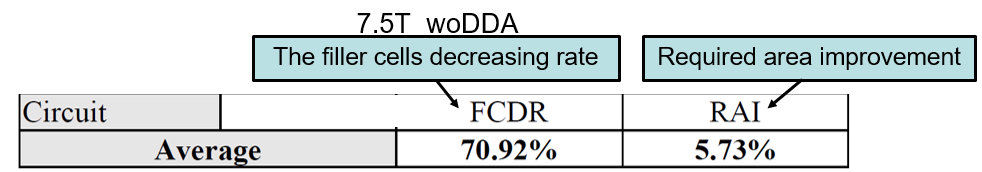 7.5T woDDA
The filler cells decreasing rate
Required area improvement
Circuit FCDR RAI
Average 70.92% 5.73%